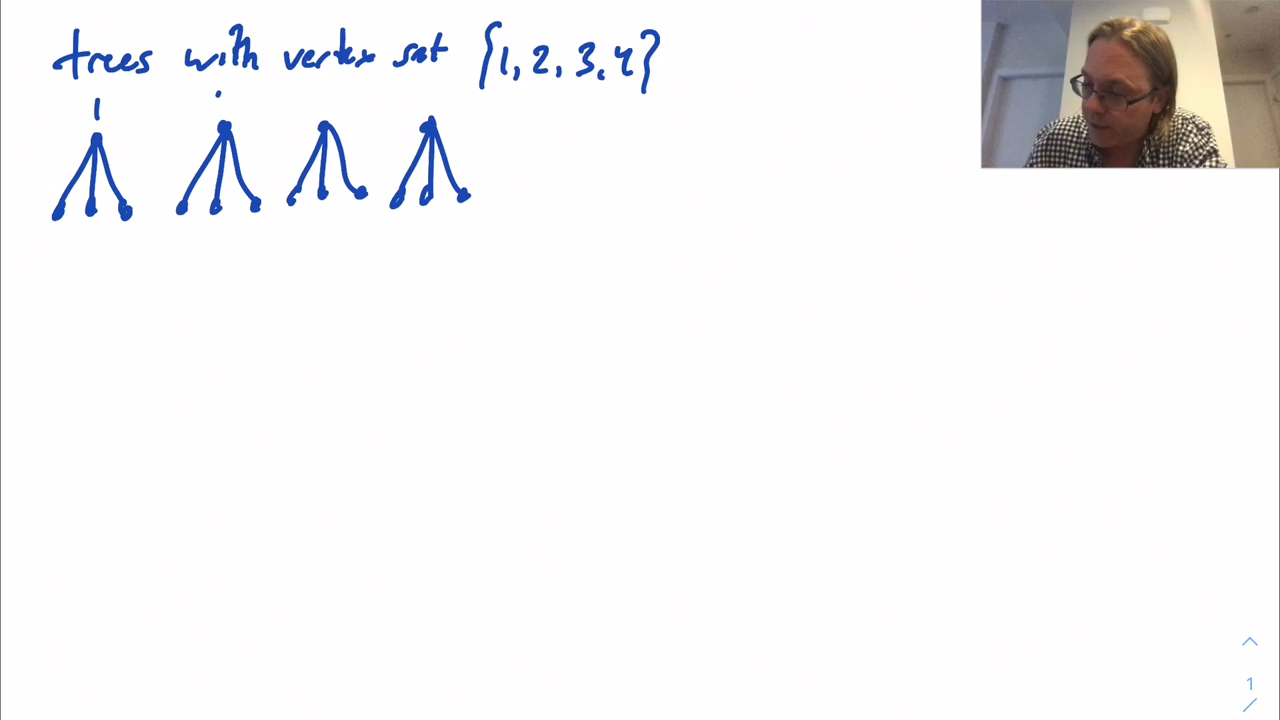 trees with vertex set {1, 2, 3, 4}
1
1